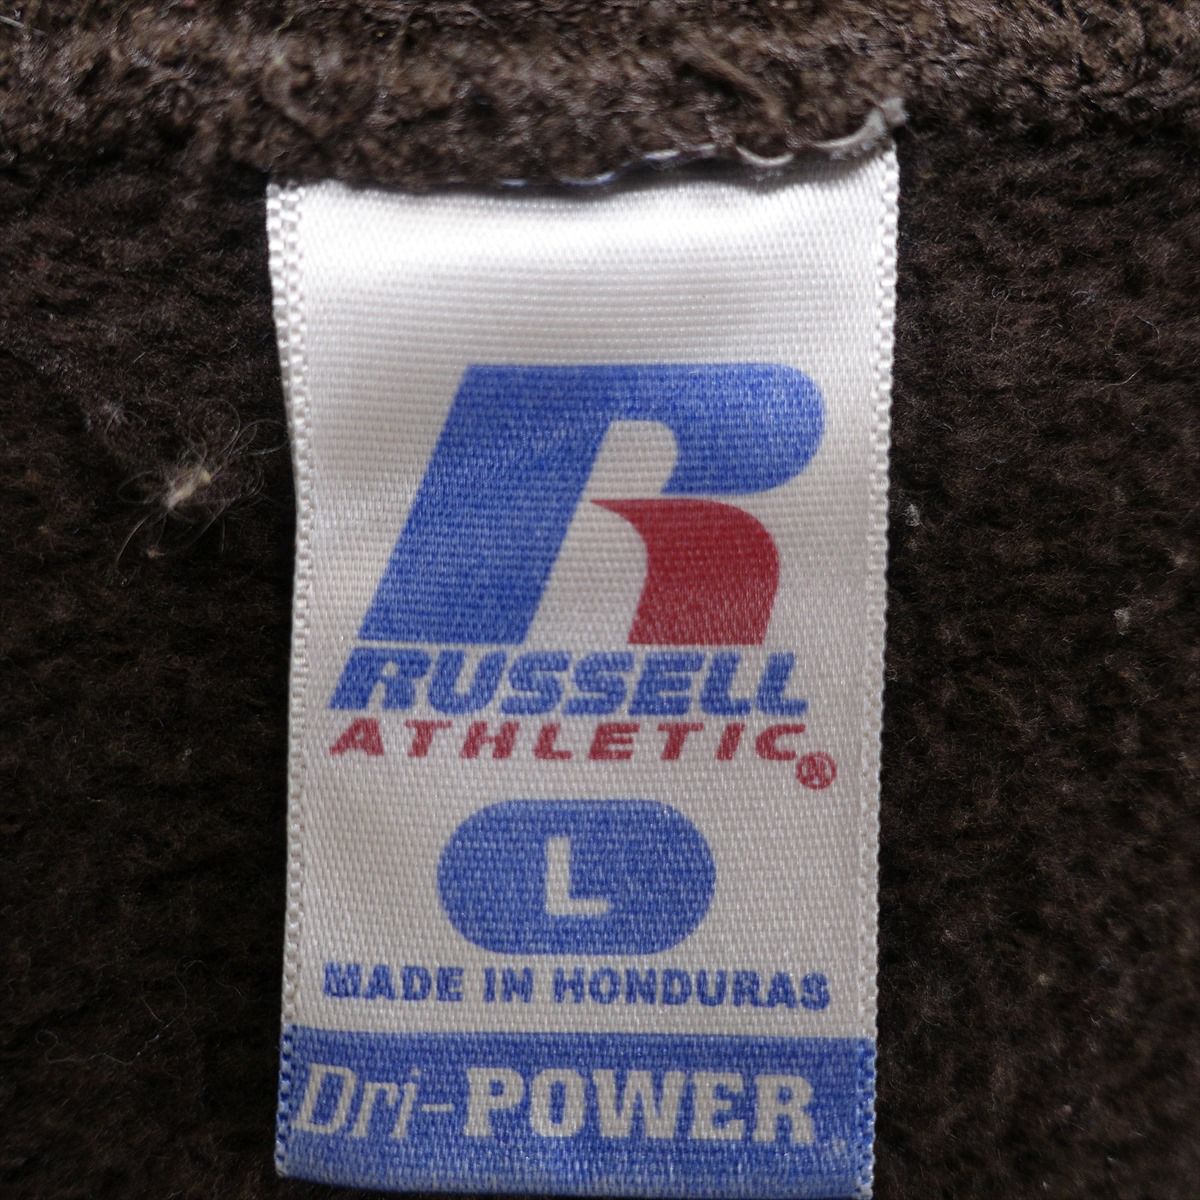 R
RUSSELL
ATHLETIC®
L
MADE IN HONDURAS
Dri-POWER